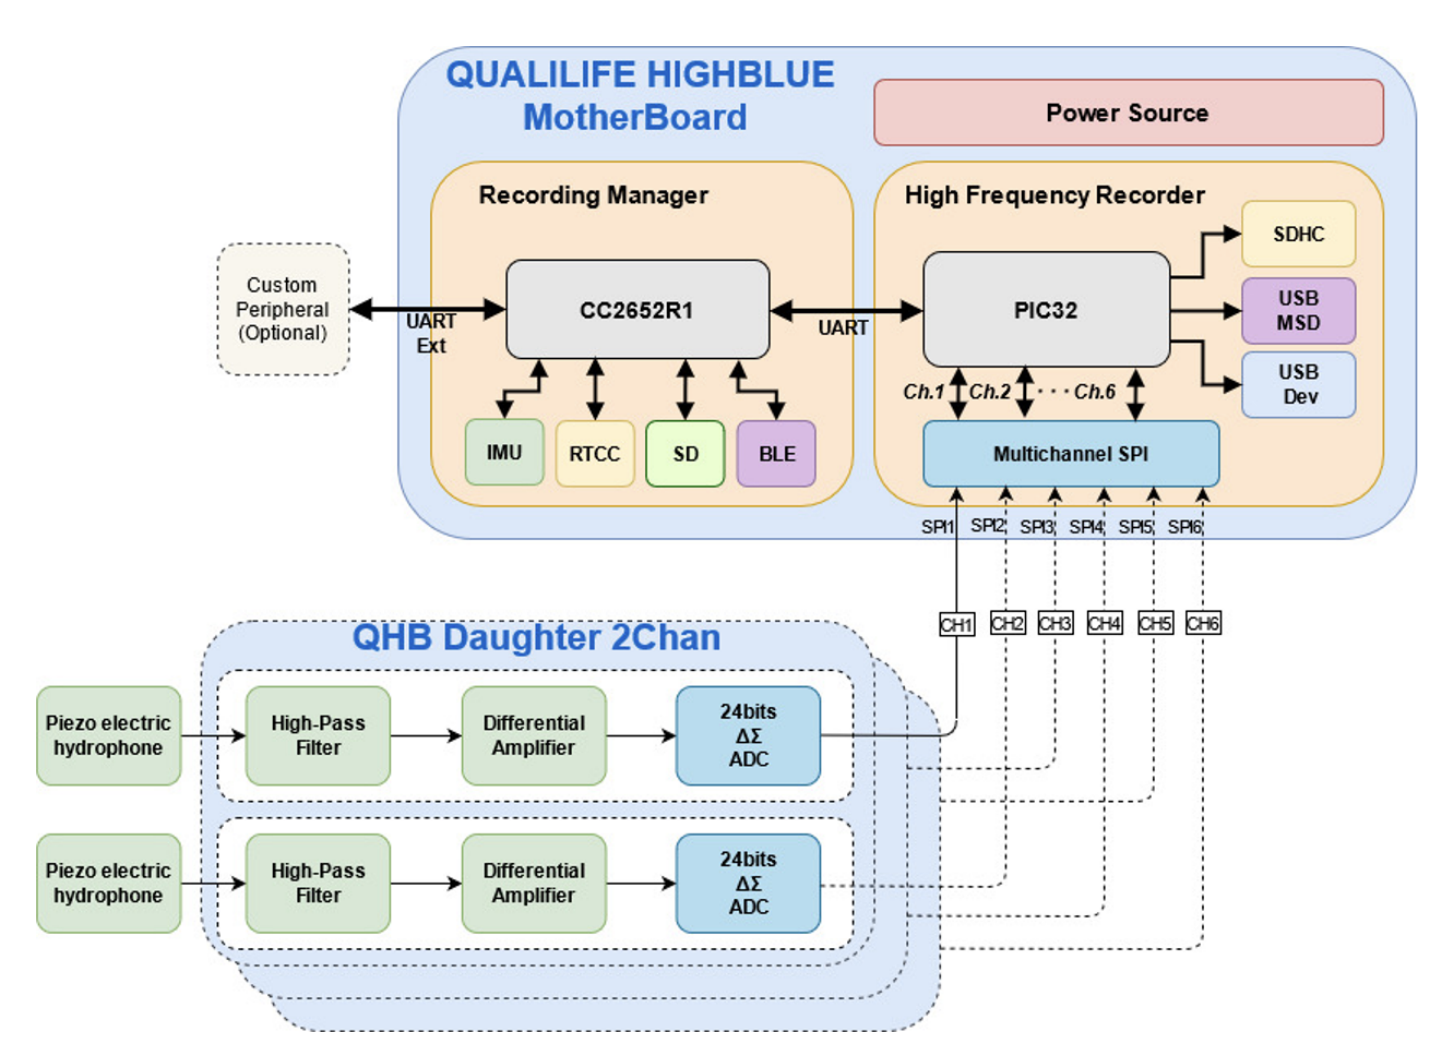 QUALILIFE HIGHBLUE
MotherBoard
Power Source
Recording Manager
High Frequency Recorder
SDHC
Custom
Peripheral
(Optional)
UART
Ext
CC2652R1
UART
PIC32
USB
MSD
USB
Dev
Ch.1
Ch.2
· · · Ch.6
IMU
RTCC
SD
BLE
Multichannel SPI
SPI1
SPI2
SPI3
SPI4
SPI5
SPI6
CH1
CH2
CH3
CH4
CH5
CH6
QHB Daughter 2Chan
Piezo electric
hydrophone
High-Pass
Filter
Differential
Amplifier
24bits
ΔΣ
ADC
Piezo electric
hydrophone
High-Pass
Filter
Differential
Amplifier
24bits
ΔΣ
ADC